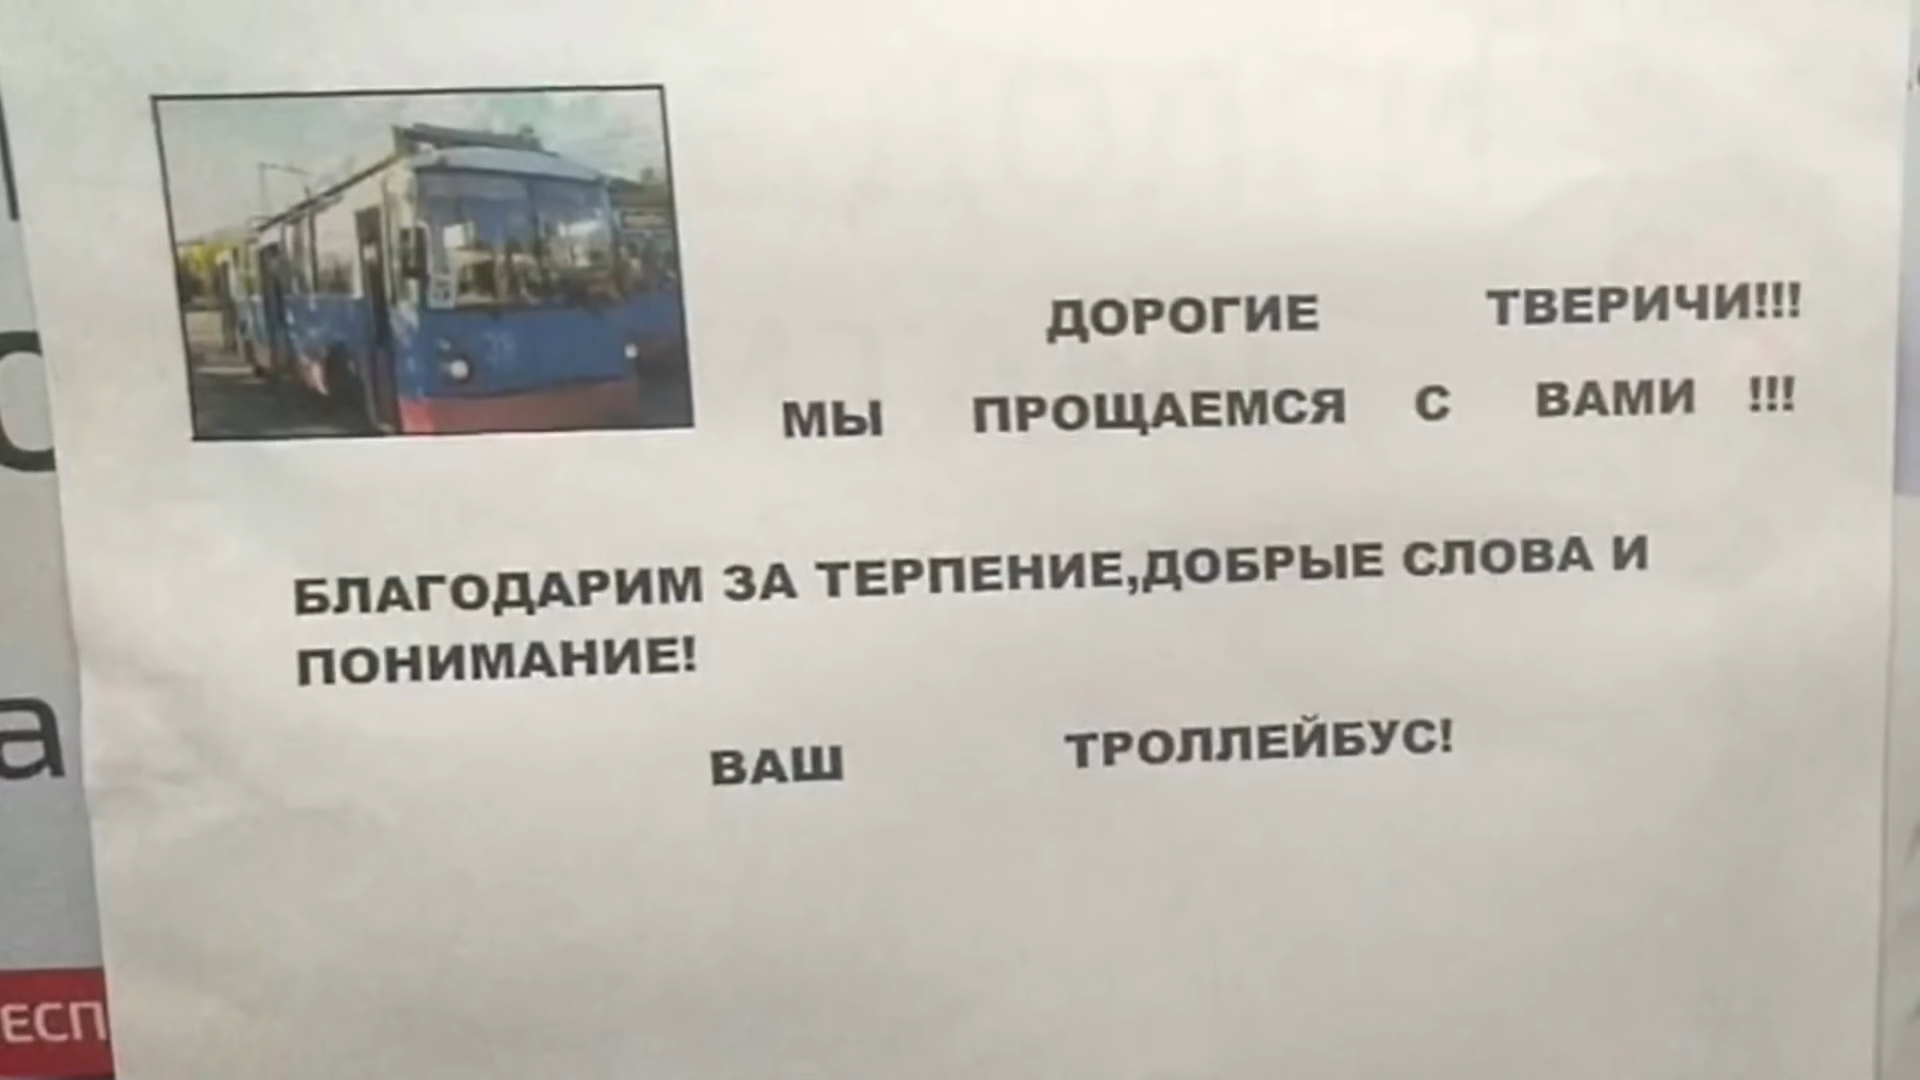 ДОРОГИЕ ТВЕРИЧИ!!!
МЫ ПРОЩАЕМСЯ С ВАМИ !!!
БЛАГОДАРИМ ЗА ТЕРПЕНИЕ,ДОБРЫЕ СЛОВА И
ПОНИМАНИЕ!
ВАШ ТРОЛЛЕЙБУС!
а
ЕСП